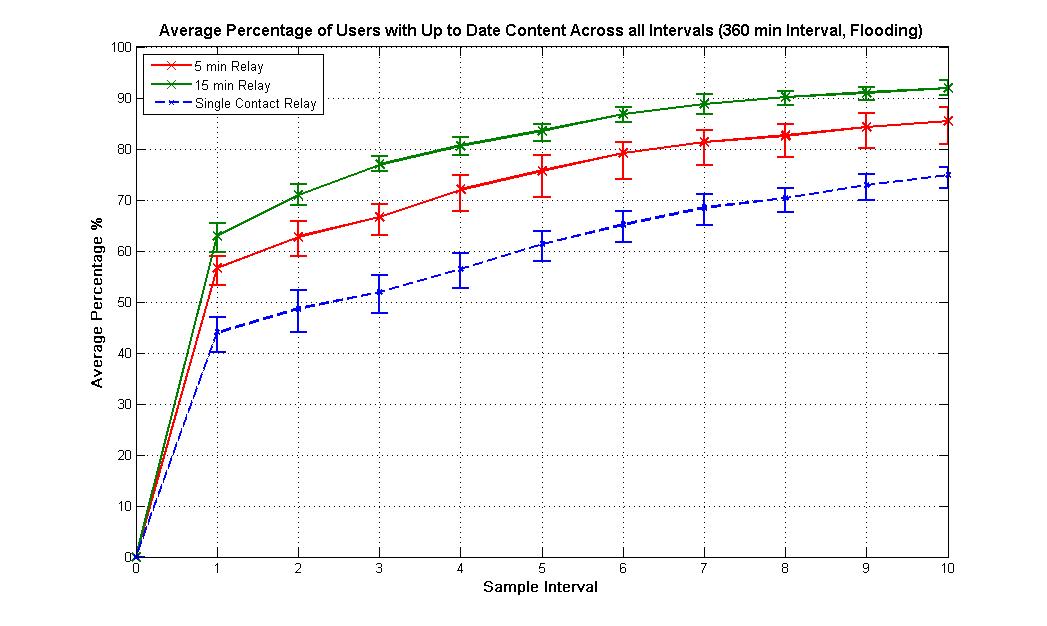 Average Percentage of Users with Up to Date Content Across all Intervals (360 min Interval, Flooding)
5 min Relay
15 min Relay
Single Contact Relay
Average Percentage %
100
90
80
70
60
50
40
30
20
10
0
0 1 2 3 4 5 6 7 8 9 10
Sample Interval